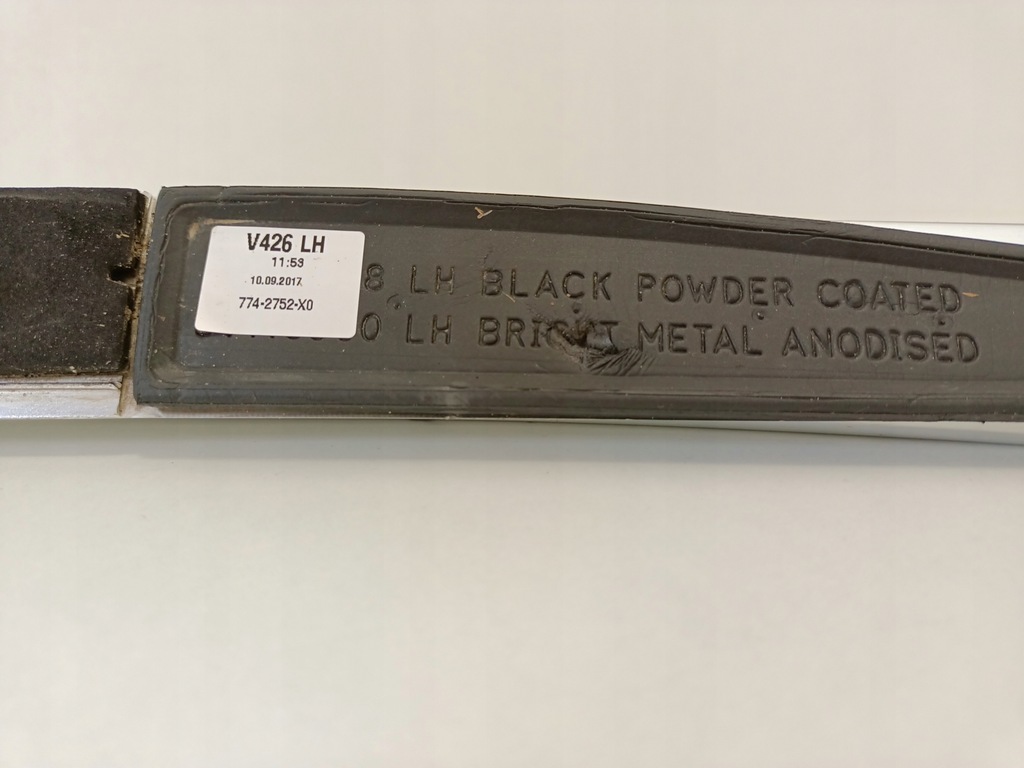 V426 LH
11:53
10.09.2017
774-2752-X0
8 LH BLACK POWDER COATED
0 LH BRIGHT METAL ANODISED